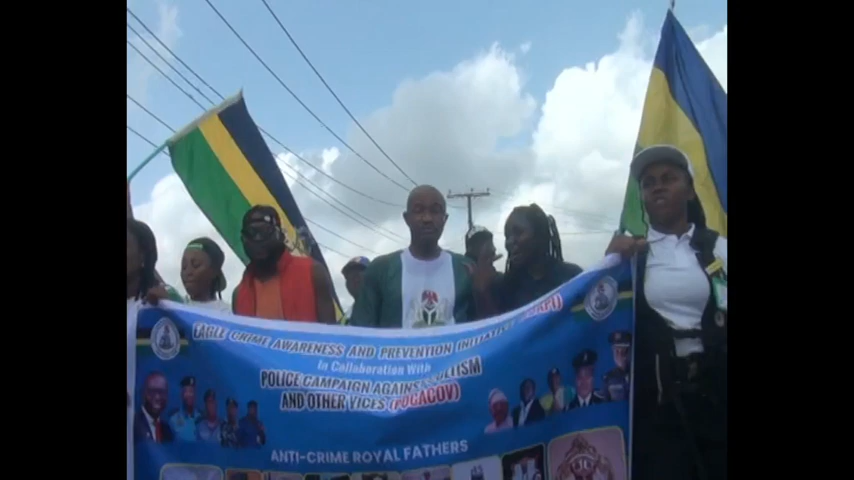 EAGLE CRIME AWARENESS AND PREVENTION INITIATIVE
In Collaboration With
POLICE CAMPAIGN AGAINST CULTISM
AND OTHER VICES (POCACOV)
ANTI-CRIME ROYAL FATHERS